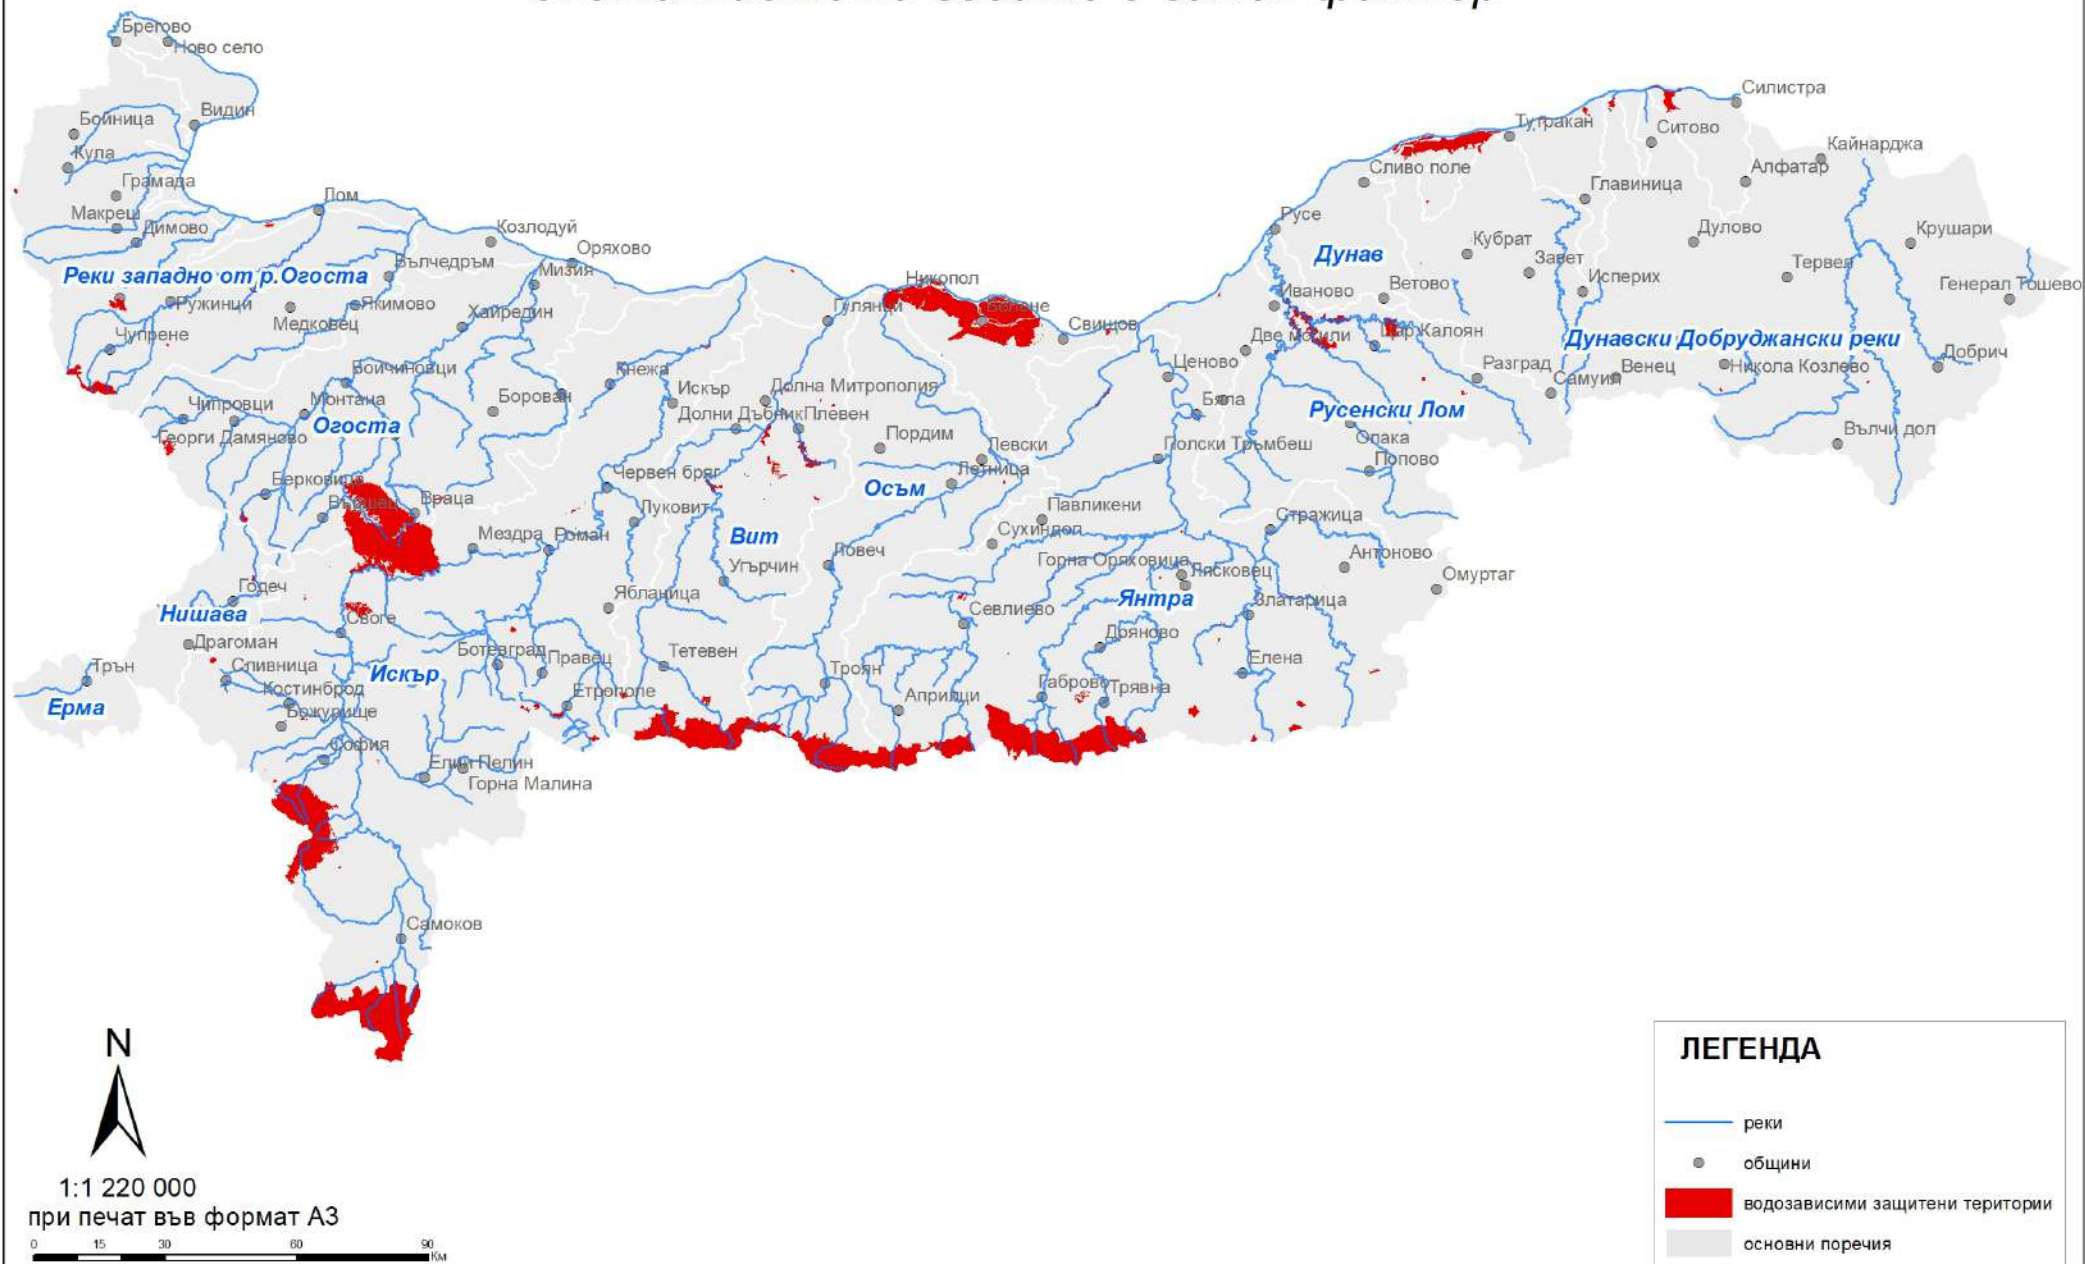 Брегово
Ново село
Бойница
Видин
Кула
Грамада
Макреш
Димово
Лом
Козлодуй
Оряхово
Реки западно от р.Огоста
Вълчедръм
Мизия
Ружинци
Медковец
Якимово
Хайредин
Чупрене
Бойчиновци
Кнежа
Искър
Долна Митрополия
Чипровци
Монтана
Борован
Долни Дъбник
Плевен
Огоста
Георги Дамяново
Пордим
Левски
Летница
Берковица
Вършец
Враца
Червен бряг
Луковит
Осъм
Мездра
Роман
Вит
Ловеч
Угърчин
Ябланица
Годеч
Нишава
Своге
Драгоман
Сливница
Трън
Ерма
Костинброд
Божурище
Искър
Ботевград
Правец
Етрополе
Тетевен
Троян
Априлци
София
Елин Пелин
Горна Малина
Самоков
Никопол
Гулянци
Белене
Свищов
Ценово
Бяла
Полски Тръмбеш
Павликени
Сухиндол
Горна Оряховица
Лясковец
Севлиево
Янтра
Златарица
Дряново
Елена
Габрово
Трявна
Стражица
Антоново
Омуртаг
Силистра
Тутракан
Ситово
Кайнарджа
Сливо поле
Алфатар
Главиница
Русе
Дунав
Кубрат
Завет
Исперих
Дулово
Крушари
Тервел
Генерал Тошево
Иваново
Ветово
Две могили
Цар Калоян
Дунавски Добруджански реки
Разград
Самуил
Венец
Никола Козлево
Добрич
Русенски Лом
Опака
Попово
Вълчи дол
N
1:1 220 000
при печат във формат А3
0 15 30 60 90
Км
ЛЕГЕНДА
реки
общини
водозависими защитени територии
основни поречия